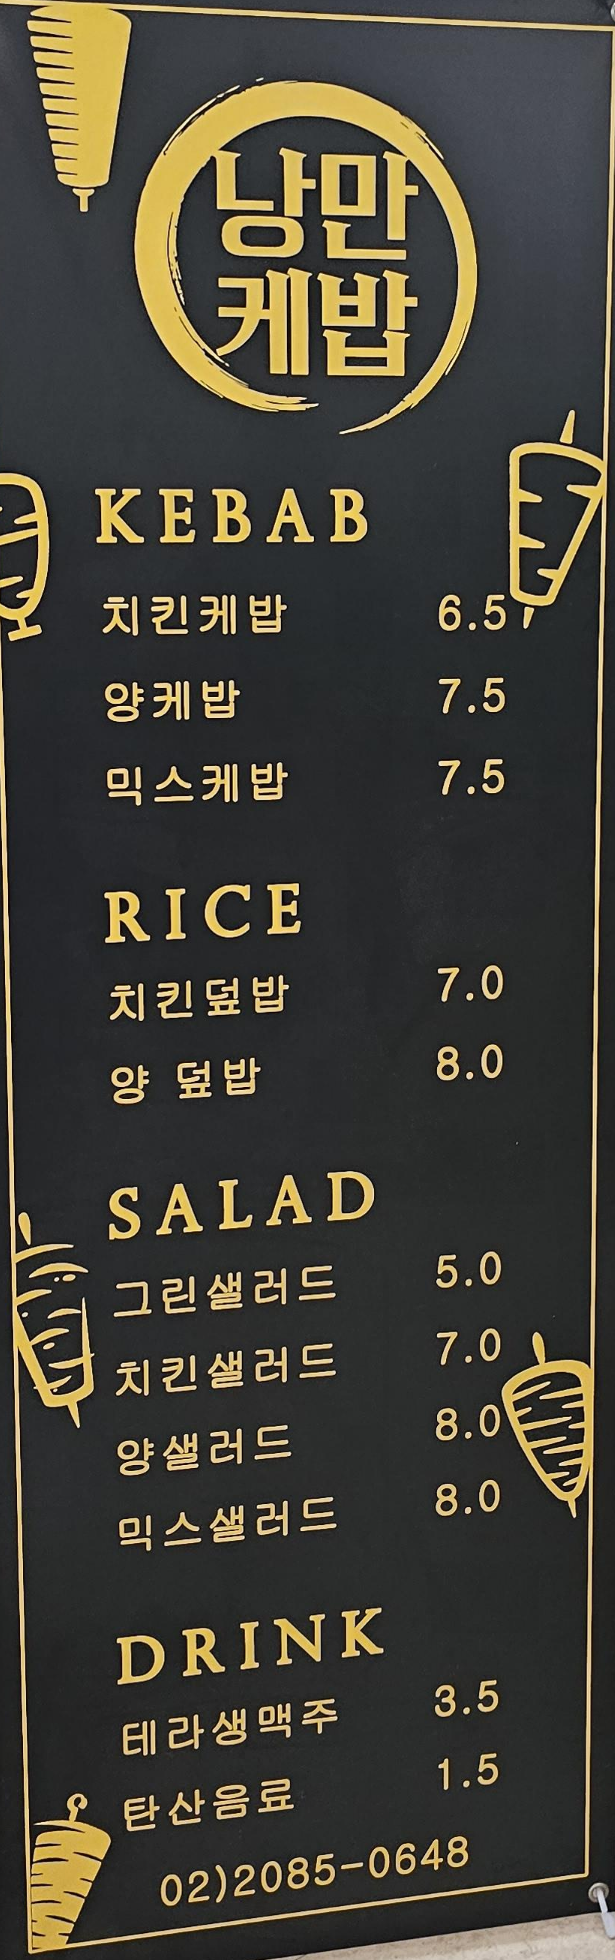 낭만
케밥
KEBAB
치킨케밥 6.5
양케밥 7.5
믹스케밥 7.5
RICE
치킨덮밥 7.0
양 덮밥 8.0
SALAD
그린샐러드 5.0
치킨샐러드 7.0
양샐러드 8.0
믹스샐러드 8.0
DRINK
테라생맥주 3.5
탄산음료 1.5
02)2085-0648